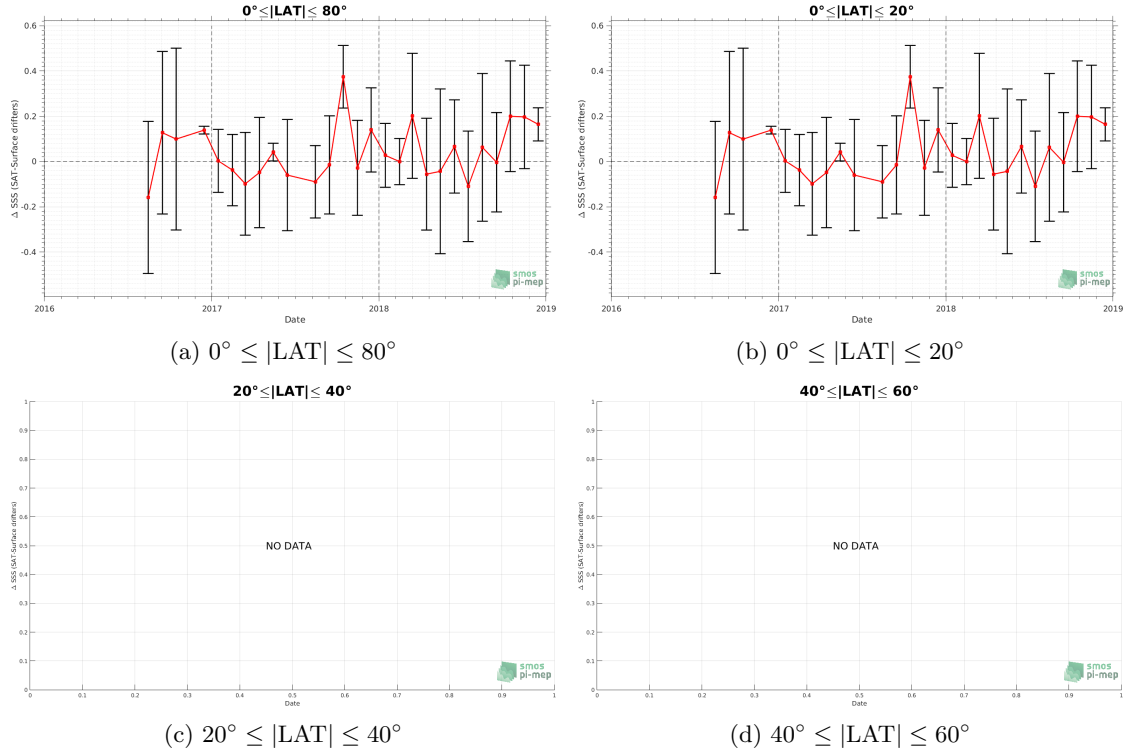 0°≤|LAT|≤ 80°
0.6
0.4
0.2
0
-0.2
-0.4
Δ SSS (SAT-Surface drifters)
2016
2017
2018
2019
Date
smos
pi-mep
(a) 0° ≤ |LAT| ≤ 80°
0°≤|LAT|≤ 20°
0.6
0.4
0.2
0
-0.2
-0.4
Δ SSS (SAT-Surface drifters)
2016
2017
2018
2019
Date
smos
pi-mep
(b) 0° ≤ |LAT| ≤ 20°
20°≤|LAT|≤ 40°
1
0.9
0.8
0.7
0.6
0.5
0.4
0.3
0.2
0.1
0
Δ SSS (SAT-Surface drifters)
NO DATA
0 0.1 0.2 0.3 0.4 0.5 0.6 0.7 0.8 0.9 1
Date
smos
pi-mep
(c) 20° ≤ |LAT| ≤ 40°
40°≤|LAT|≤ 60°
1
0.9
0.8
0.7
0.6
0.5
0.4
0.3
0.2
0.1
0
Δ SSS (SAT-Surface drifters)
NO DATA
0 0.1 0.2 0.3 0.4 0.5 0.6 0.7 0.8 0.9 1
Date
smos
pi-mep
(d) 40° ≤ |LAT| ≤ 60°